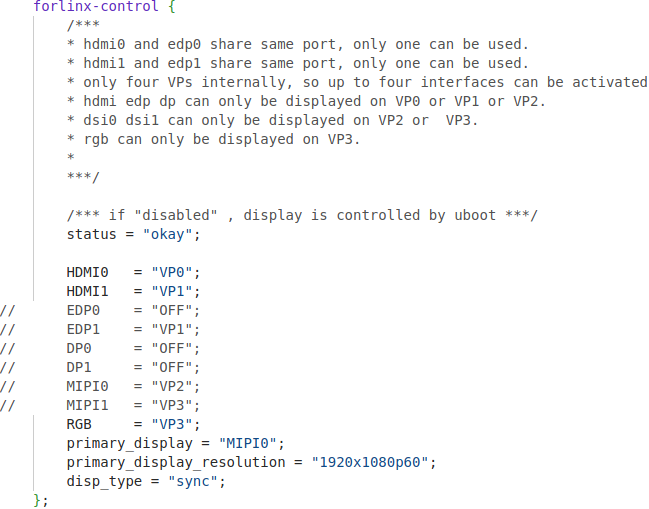 forlinx-control {
    /***
    * hdmi0 and edp0 share same port, only one can be used.
    * hdmi1 and edp1 share same port, only one can be used.
    * only four VPs internally, so up to four interfaces can be activated
    * hdmi edp dp can only be displayed on VP0 or VP1 or VP2.
    * dsi0 dsi1 can only be displayed on VP2 or  VP3.
    * rgb can only be displayed on VP3.
    *
    ***/

    /*** if "disabled" , display is controlled by uboot ***/
    status = "okay";

    HDMI0   = "VP0";
    HDMI1   = "VP1";
//    EDP0    = "OFF";
//    EDP1    = "VP1";
//    DP0     = "OFF";
//    DP1     = "OFF";
//    MIPI0   = "VP2";
//    MIPI1   = "VP3";
    RGB     = "VP3";
    primary_display = "MIPI0";
    primary_display_resolution = "1920x1080p60";
    disp_type = "sync";
};